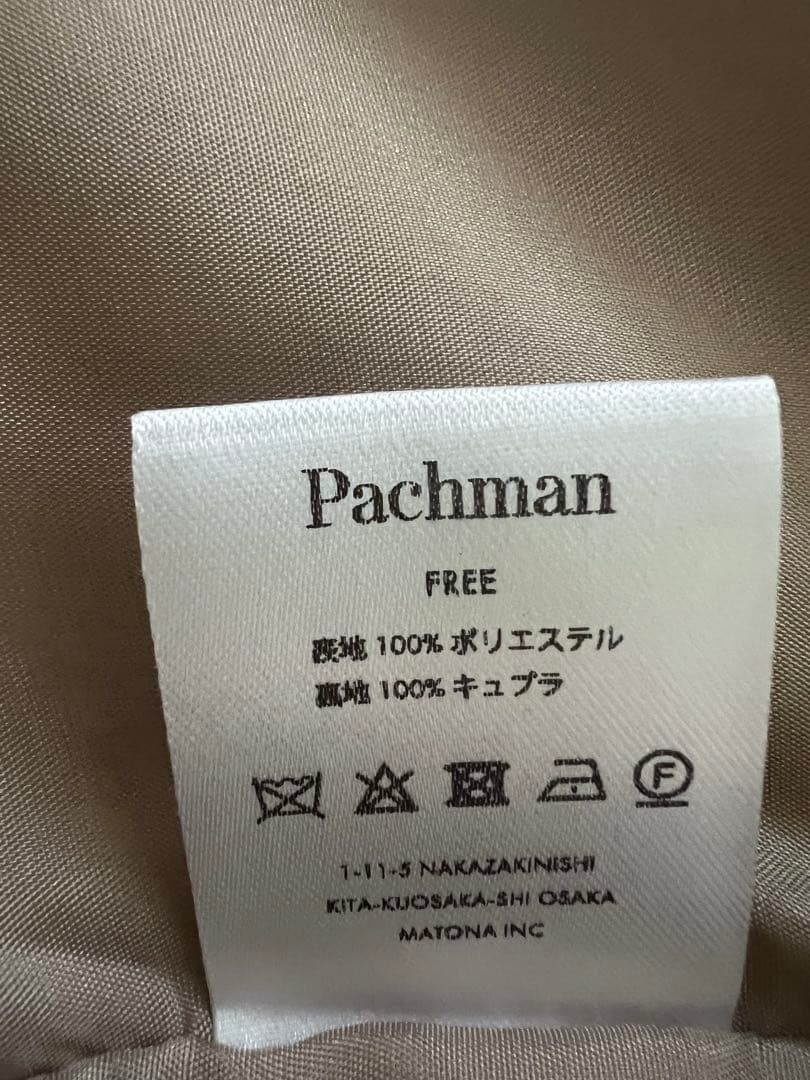 Pachman
FREE
表地 100% ポリエステル
裏地 100% キュプラ
F
1-11-5 NAKAZAKINISHI
KITA-KUOSAKA-SHI OSAKA
MATONA INC